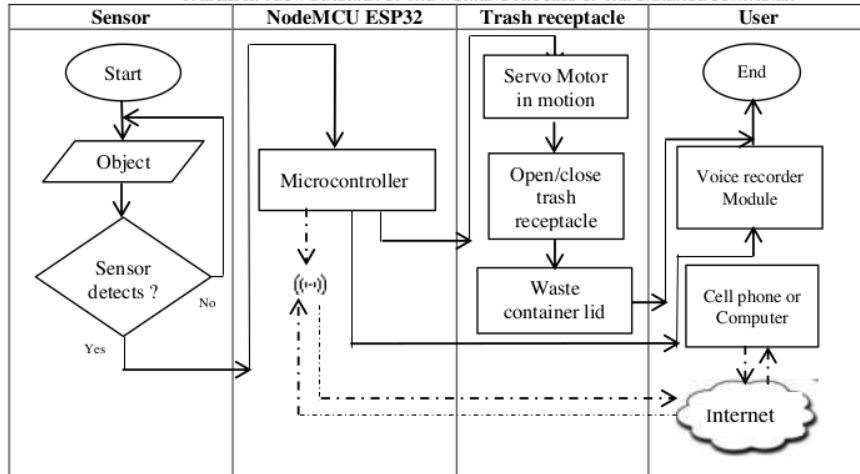 Sensor
NodeMCU ESP32
Trash receptacle
User
Start
Object
Sensor
detects ?
No
Yes
Microcontroller
Servo Motor
in motion
Open/close
trash
receptacle
Waste
container lid
End
Voice recorder
Module
Cell phone or
Computer
Internet